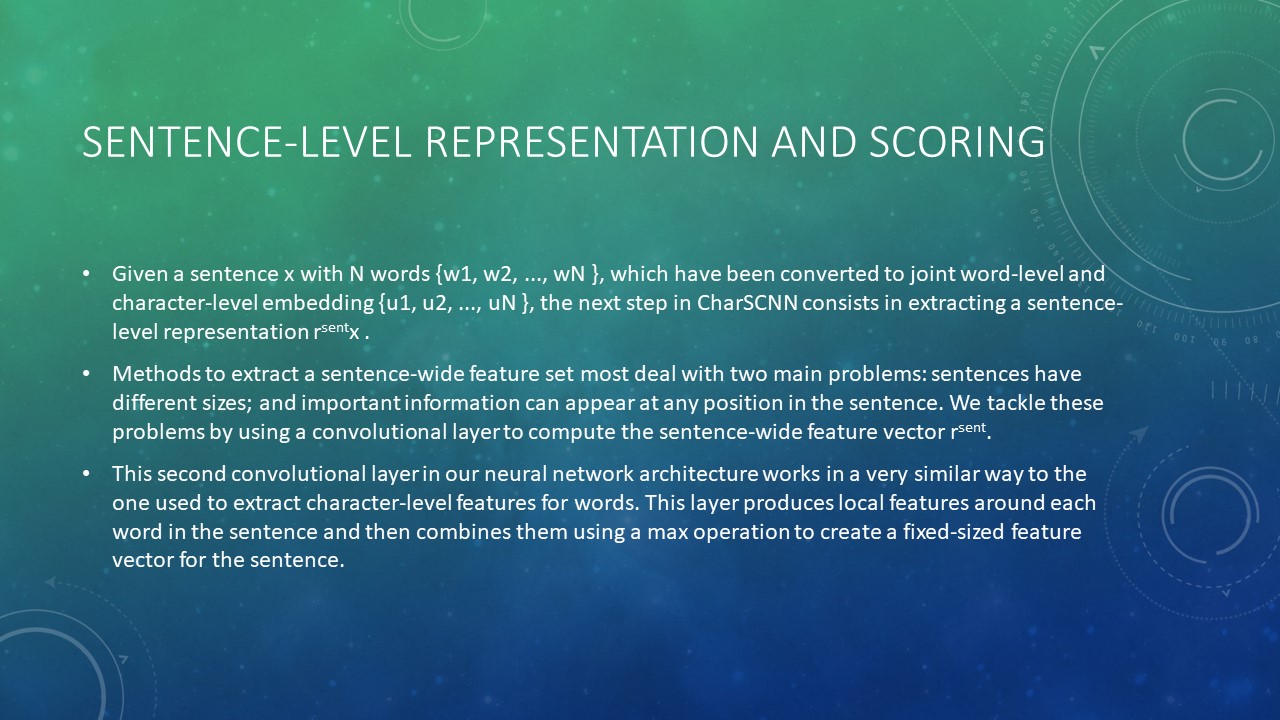 SENTENCE-LEVEL REPRESENTATION AND SCORING
• Given a sentence x with N words {w1, w2, ..., wN }, which have been converted to joint word-level and
character-level embedding {u1, u2, ..., uN }, the next step in CharSCNN consists in extracting a sentence-
level representation rsentx .
• Methods to extract a sentence-wide feature set most deal with two main problems: sentences have
different sizes; and important information can appear at any position in the sentence. We tackle these
problems by using a convolutional layer to compute the sentence-wide feature vector rsent.
• This second convolutional layer in our neural network architecture works in a very similar way to the
one used to extract character-level features for words. This layer produces local features around each
word in the sentence and then combines them using a max operation to create a fixed-sized feature
vector for the sentence.